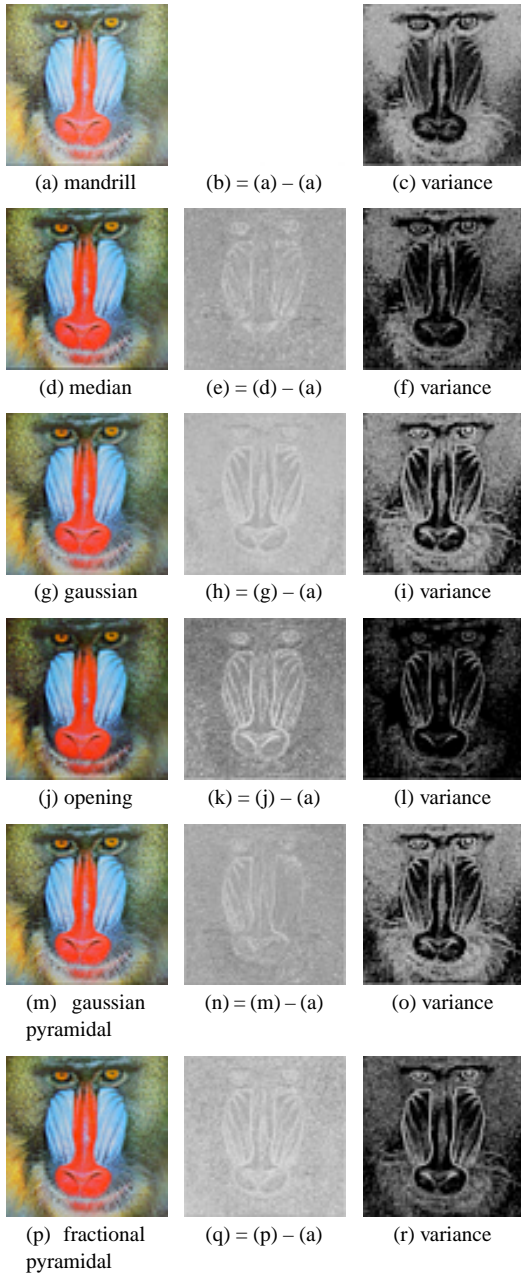 (a) mandrill (b) = (a) – (a) (c) variance
(d) median (e) = (d) – (a) (f) variance
(g) gaussian (h) = (g) – (a) (i) variance
(j) opening (k) = (j) – (a) (l) variance
(m) gaussian (n) = (m) – (a) (o) variance
pyramidal
(p) fractional (q) = (p) – (a) (r) variance
pyramidal